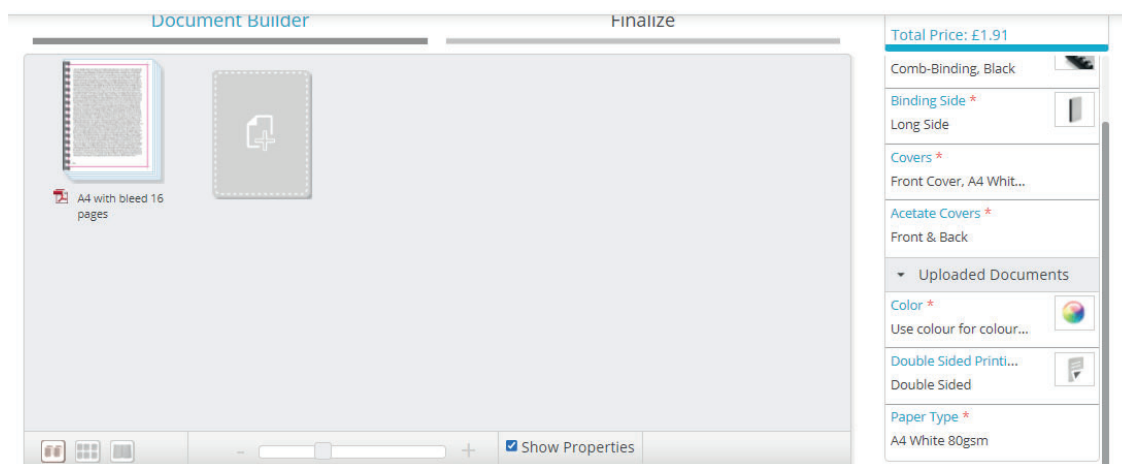 Document Builder
Finalize
A4 with bleed 16
pages
Show Properties
Total Price: £1.91
Comb-Binding, Black
Binding Side *
Long Side
Covers *
Front Cover, A4 Whit...
Acetate Covers *
Front & Back
Uploaded Documents
Color *
Use colour for colour...
Double Sided Printi...
Double Sided
Paper Type *
A4 White 80gsm